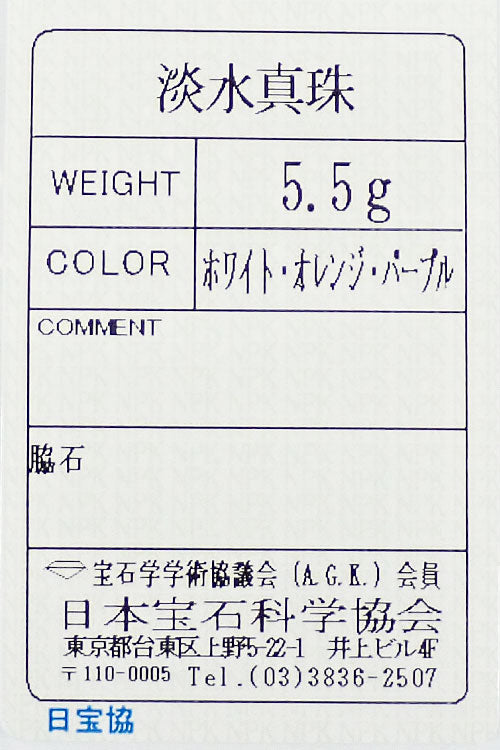 淡水真珠
WEIGHT 5.5g
COLOR ホワイト・オレンジ・パープル
COMMENT
脇石
宝石学学術協議会 (A.G.K.) 会員
日本宝石科学協会
東京都台東区上野5-22-1 井上ビル4F
〒110-0005 Tel.(03)3836-2507
日宝協